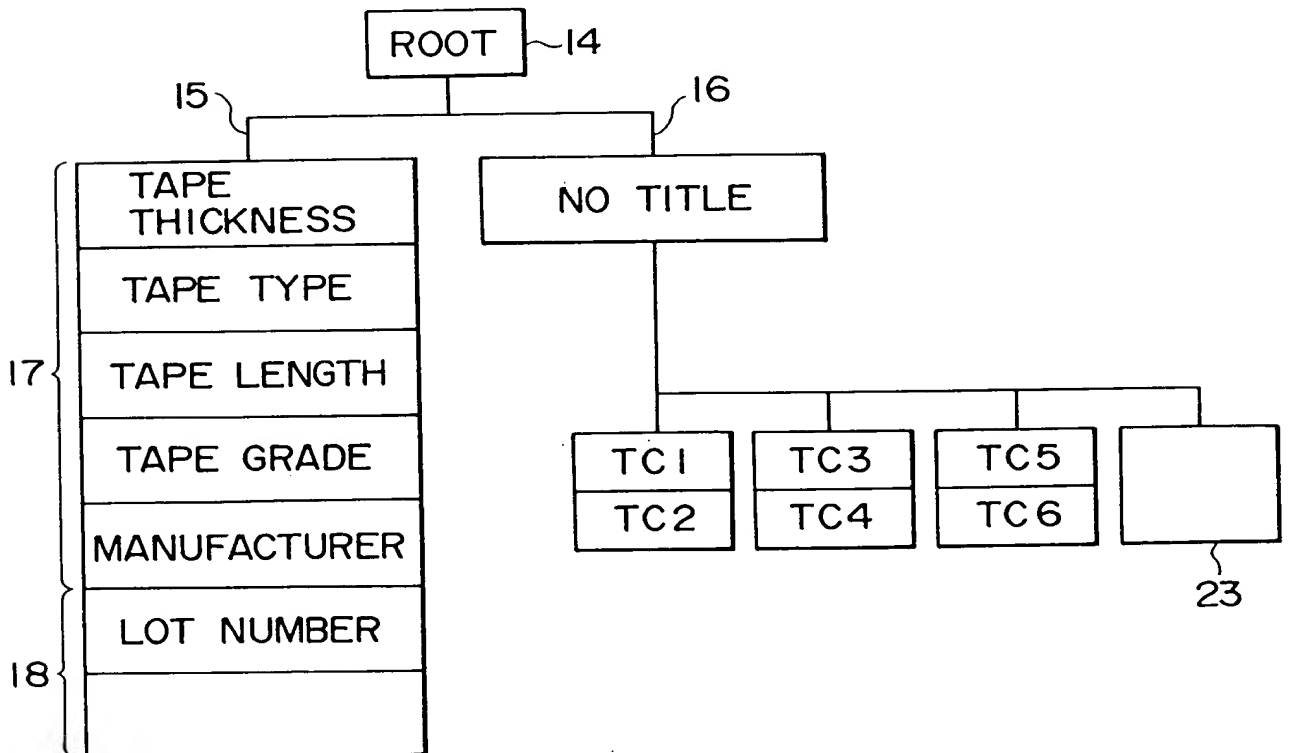 ROOT 14
15 16
TAPE
THICKNESS
NO TITLE
TAPE TYPE
17
TAPE LENGTH
TAPE GRADE
MANUFACTURER
TC1 TC3 TC5
TC2 TC4 TC6
23
LOT NUMBER
18